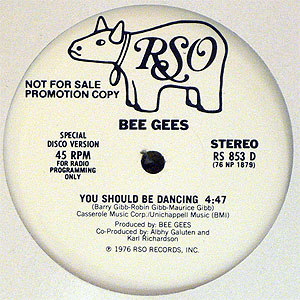 RSO
NOT FOR SALE
PROMOTION COPY
BEE GEES
SPECIAL
DISCO VERSION
45 RPM
FOR RADIO
PROGRAMMING
ONLY
STEREO
RS 853 D
(76 NP 1879)
YOU SHOULD BE DANCING 4:47
(Barry Gibb-Robin Gibb-Maurice Gibb)
Casserole Music Corp./Unichappell Music (BMI)
Produced by: BEE GEES
Co-Produced by: Albhy Galuten and
Karl Richardson
℗ 1976 RSO RECORDS, INC.